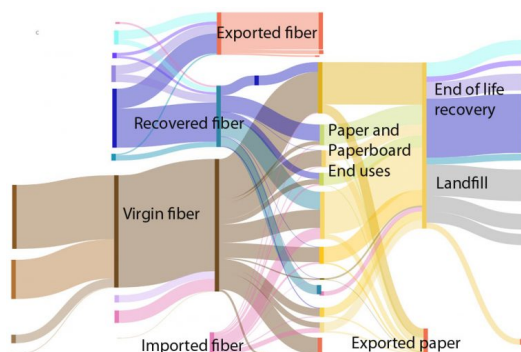 Exported fiber
End of life
recovery
Recovered fiber
Paper and
Paperboard
End uses
Landfill
Virgin fiber
Imported fiber
Exported paper